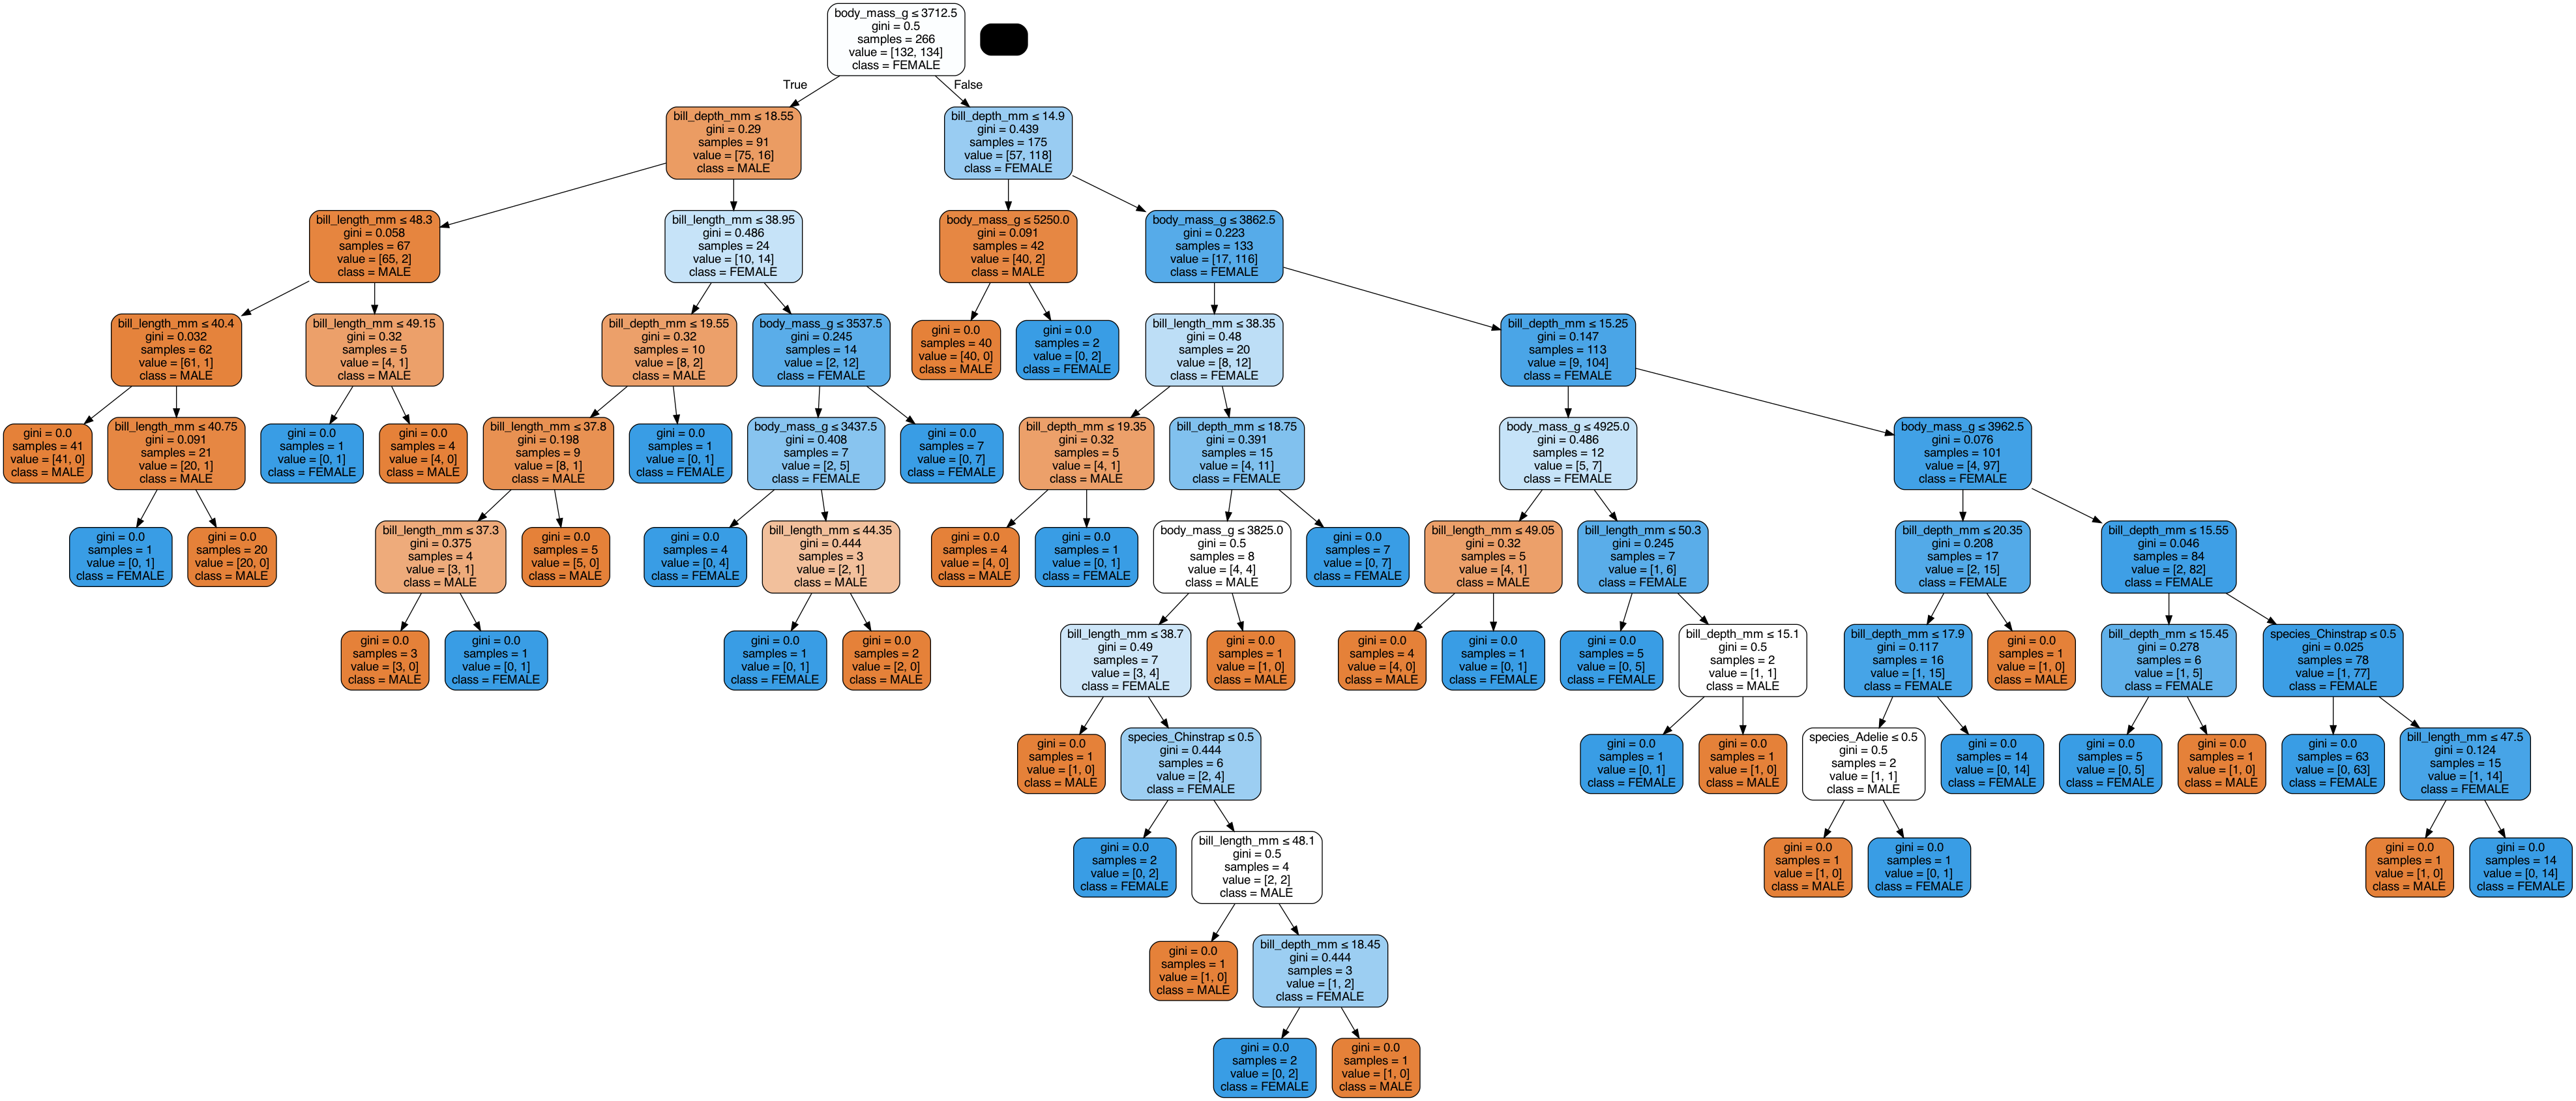 body_mass_g ≤ 3712.5
gini = 0.5
samples = 266
value = [132, 134]
class = FEMALE
True
False
bill_depth_mm ≤ 18.55
gini = 0.29
samples = 91
value = [75, 16]
class = MALE
bill_depth_mm ≤ 14.9
gini = 0.439
samples = 175
value = [57, 118]
class = FEMALE
bill_length_mm ≤ 48.3
gini = 0.058
samples = 67
value = [65, 2]
class = MALE
bill_length_mm ≤ 38.95
gini = 0.486
samples = 24
value = [10, 14]
class = FEMALE
body_mass_g ≤ 5250.0
gini = 0.091
samples = 42
value = [40, 2]
class = MALE
body_mass_g ≤ 3862.5
gini = 0.223
samples = 133
value = [17, 116]
class = FEMALE
bill_length_mm ≤ 40.4
gini = 0.032
samples = 62
value = [61, 1]
class = MALE
bill_length_mm ≤ 49.15
gini = 0.32
samples = 5
value = [4, 1]
class = MALE
bill_depth_mm ≤ 19.55
gini = 0.32
samples = 10
value = [8, 2]
class = MALE
body_mass_g ≤ 3537.5
gini = 0.245
samples = 14
value = [2, 12]
class = FEMALE
gini = 0.0
samples = 40
value = [40, 0]
class = MALE
gini = 0.0
samples = 2
value = [0, 2]
class = FEMALE
bill_length_mm ≤ 38.35
gini = 0.48
samples = 20
value = [8, 12]
class = FEMALE
bill_depth_mm ≤ 15.25
gini = 0.147
samples = 113
value = [9, 104]
class = FEMALE
gini = 0.0
samples = 41
value = [41, 0]
class = MALE
bill_length_mm ≤ 40.75
gini = 0.091
samples = 21
value = [20, 1]
class = MALE
gini = 0.0
samples = 1
value = [0, 1]
class = FEMALE
gini = 0.0
samples = 4
value = [4, 0]
class = MALE
bill_length_mm ≤ 37.8
gini = 0.198
samples = 9
value = [8, 1]
class = MALE
gini = 0.0
samples = 1
value = [0, 1]
class = FEMALE
body_mass_g ≤ 3437.5
gini = 0.408
samples = 7
value = [2, 5]
class = FEMALE
gini = 0.0
samples = 7
value = [0, 7]
class = FEMALE
bill_depth_mm ≤ 19.35
gini = 0.32
samples = 5
value = [4, 1]
class = MALE
bill_depth_mm ≤ 18.75
gini = 0.391
samples = 15
value = [4, 11]
class = FEMALE
body_mass_g ≤ 4925.0
gini = 0.486
samples = 12
value = [5, 7]
class = FEMALE
body_mass_g ≤ 3962.5
gini = 0.076
samples = 101
value = [4, 97]
class = FEMALE
gini = 0.0
samples = 1
value = [0, 1]
class = FEMALE
gini = 0.0
samples = 20
value = [20, 0]
class = MALE
bill_length_mm ≤ 37.3
gini = 0.375
samples = 4
value = [3, 1]
class = MALE
gini = 0.0
samples = 5
value = [5, 0]
class = MALE
gini = 0.0
samples = 4
value = [0, 4]
class = FEMALE
bill_length_mm ≤ 44.35
gini = 0.444
samples = 3
value = [2, 1]
class = MALE
gini = 0.0
samples = 4
value = [4, 0]
class = MALE
gini = 0.0
samples = 1
value = [0, 1]
class = FEMALE
body_mass_g ≤ 3825.0
gini = 0.5
samples = 8
value = [4, 4]
class = MALE
gini = 0.0
samples = 7
value = [0, 7]
class = FEMALE
bill_length_mm ≤ 49.05
gini = 0.32
samples = 5
value = [4, 1]
class = MALE
bill_length_mm ≤ 50.3
gini = 0.245
samples = 7
value = [1, 6]
class = FEMALE
bill_depth_mm ≤ 20.35
gini = 0.208
samples = 17
value = [2, 15]
class = FEMALE
bill_depth_mm ≤ 15.55
gini = 0.046
samples = 84
value = [2, 82]
class = FEMALE
gini = 0.0
samples = 3
value = [3, 0]
class = MALE
gini = 0.0
samples = 1
value = [0, 1]
class = FEMALE
gini = 0.0
samples = 1
value = [0, 1]
class = FEMALE
gini = 0.0
samples = 2
value = [2, 0]
class = MALE
bill_length_mm ≤ 38.7
gini = 0.49
samples = 7
value = [3, 4]
class = FEMALE
gini = 0.0
samples = 1
value = [1, 0]
class = MALE
gini = 0.0
samples = 4
value = [4, 0]
class = MALE
gini = 0.0
samples = 1
value = [0, 1]
class = FEMALE
gini = 0.0
samples = 5
value = [0, 5]
class = FEMALE
bill_depth_mm ≤ 15.1
gini = 0.5
samples = 2
value = [1, 1]
class = MALE
bill_depth_mm ≤ 17.9
gini = 0.117
samples = 16
value = [1, 15]
class = FEMALE
gini = 0.0
samples = 1
value = [1, 0]
class = MALE
bill_depth_mm ≤ 15.45
gini = 0.278
samples = 6
value = [1, 5]
class = FEMALE
species_Chinstrap ≤ 0.5
gini = 0.025
samples = 78
value = [1, 77]
class = FEMALE
gini = 0.0
samples = 1
value = [1, 0]
class = MALE
species_Chinstrap ≤ 0.5
gini = 0.444
samples = 6
value = [2, 4]
class = FEMALE
gini = 0.0
samples = 1
value = [0, 1]
class = FEMALE
gini = 0.0
samples = 1
value = [1, 0]
class = MALE
species_Adelie ≤ 0.5
gini = 0.5
samples = 2
value = [1, 1]
class = MALE
gini = 0.0
samples = 14
value = [0, 14]
class = FEMALE
gini = 0.0
samples = 5
value = [0, 5]
class = FEMALE
gini = 0.0
samples = 1
value = [1, 0]
class = MALE
gini = 0.0
samples = 63
value = [0, 63]
class = FEMALE
bill_length_mm ≤ 47.5
gini = 0.124
samples = 15
value = [1, 14]
class = FEMALE
gini = 0.0
samples = 2
value = [0, 2]
class = FEMALE
bill_length_mm ≤ 48.1
gini = 0.5
samples = 4
value = [2, 2]
class = MALE
gini = 0.0
samples = 1
value = [1, 0]
class = MALE
gini = 0.0
samples = 1
value = [0, 1]
class = FEMALE
gini = 0.0
samples = 1
value = [1, 0]
class = MALE
gini = 0.0
samples = 14
value = [0, 14]
class = FEMALE
gini = 0.0
samples = 1
value = [1, 0]
class = MALE
bill_depth_mm ≤ 18.45
gini = 0.444
samples = 3
value = [1, 2]
class = FEMALE
gini = 0.0
samples = 2
value = [0, 2]
class = FEMALE
gini = 0.0
samples = 1
value = [1, 0]
class = MALE